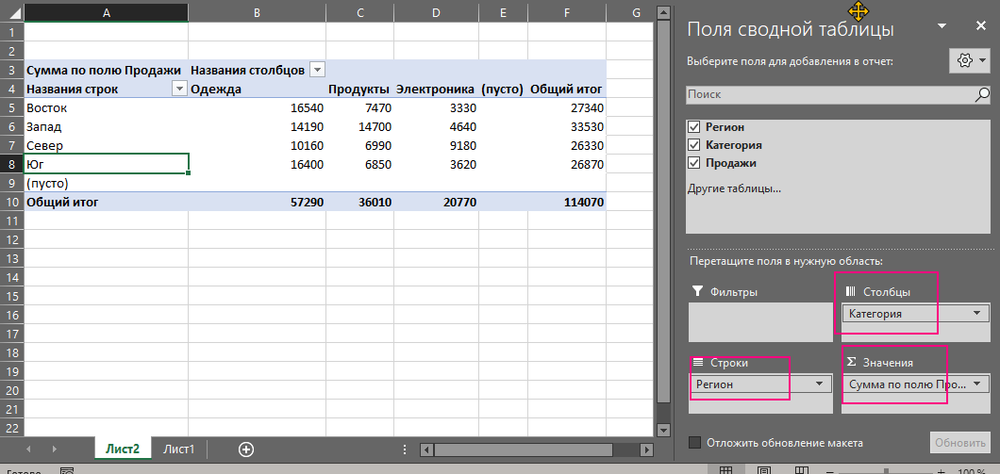 A B C D E F G
1
2
3 Сумма по полю Продажи Названия столбцов
4 Названия строк Одежда Продукты Электроника (пусто) Общий итог
5 Восток 16540 7470 3330 27340
6 Запад 14190 14700 4640 33530
7 Север 10160 6990 9180 26330
8 Юг 16400 6850 3620 26870
9 (пусто)
10 Общий итог 57290 36010 20770 114070
11
12
13
14
15
16
17
18
19
20
21
22
Лист2 Лист1
Готово
Поля сводной таблицы
Выберите поля для добавления в отчет:
Поиск
Регион
Категория
Продажи
Другие таблицы...
Перетащите поля в нужную область:
Фильтры
Столбцы
Категория
Строки
Регион
Σ Значения
Сумма по полю Про...
Отложить обновление макета
Обновить
100 %